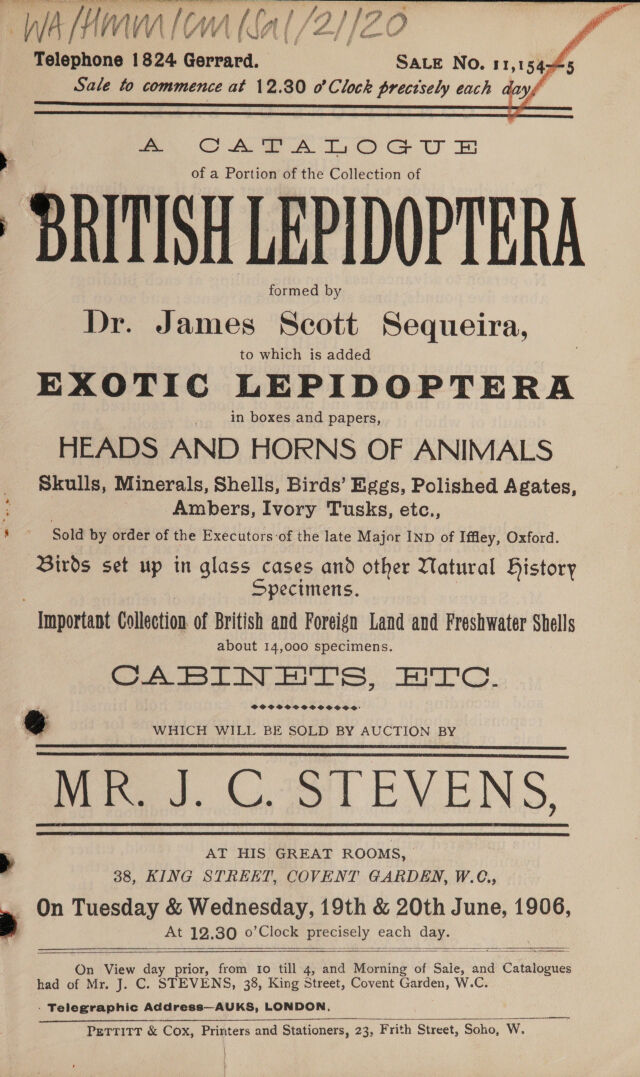 WA/HMM/CM/Sal/21/20
Telephone 1824 Gerrard. SALE NO. 11,154—5
Sale to commence at 12.30 o'Clock precisely each day.
A CATALOGUE
of a Portion of the Collection of
BRITISH LEPIDOPTERA
formed by
Dr. James Scott Sequeira,
to which is added
EXOTIC LEPIDOPTERA
in boxes and papers,
HEADS AND HORNS OF ANIMALS
Skulls, Minerals, Shells, Birds' Eggs, Polished Agates,
Ambers, Ivory Tusks, etc.,
Sold by order of the Executors of the late Major IND of Iffley, Oxford.
Birds set up in glass cases and other Natural History
Specimens.
Important Collection of British and Foreign Land and Freshwater Shells
about 14,000 specimens.
CABINETS, ETC.
WHICH WILL BE SOLD BY AUCTION BY
MR. J. C. STEVENS,
AT HIS GREAT ROOMS,
38, KING STREET, COVENT GARDEN, W.C.,
On Tuesday & Wednesday, 19th & 20th June, 1906,
At 12.30 o'Clock precisely each day.
On View day prior, from 10 till 4, and Morning of Sale, and Catalogues
had of Mr. J. C. STEVENS, 38, King Street, Covent Garden, W.C.
Telegraphic Address—AUKS, LONDON.
PETTITT & COX, Printers and Stationers, 23, Frith Street, Soho, W.